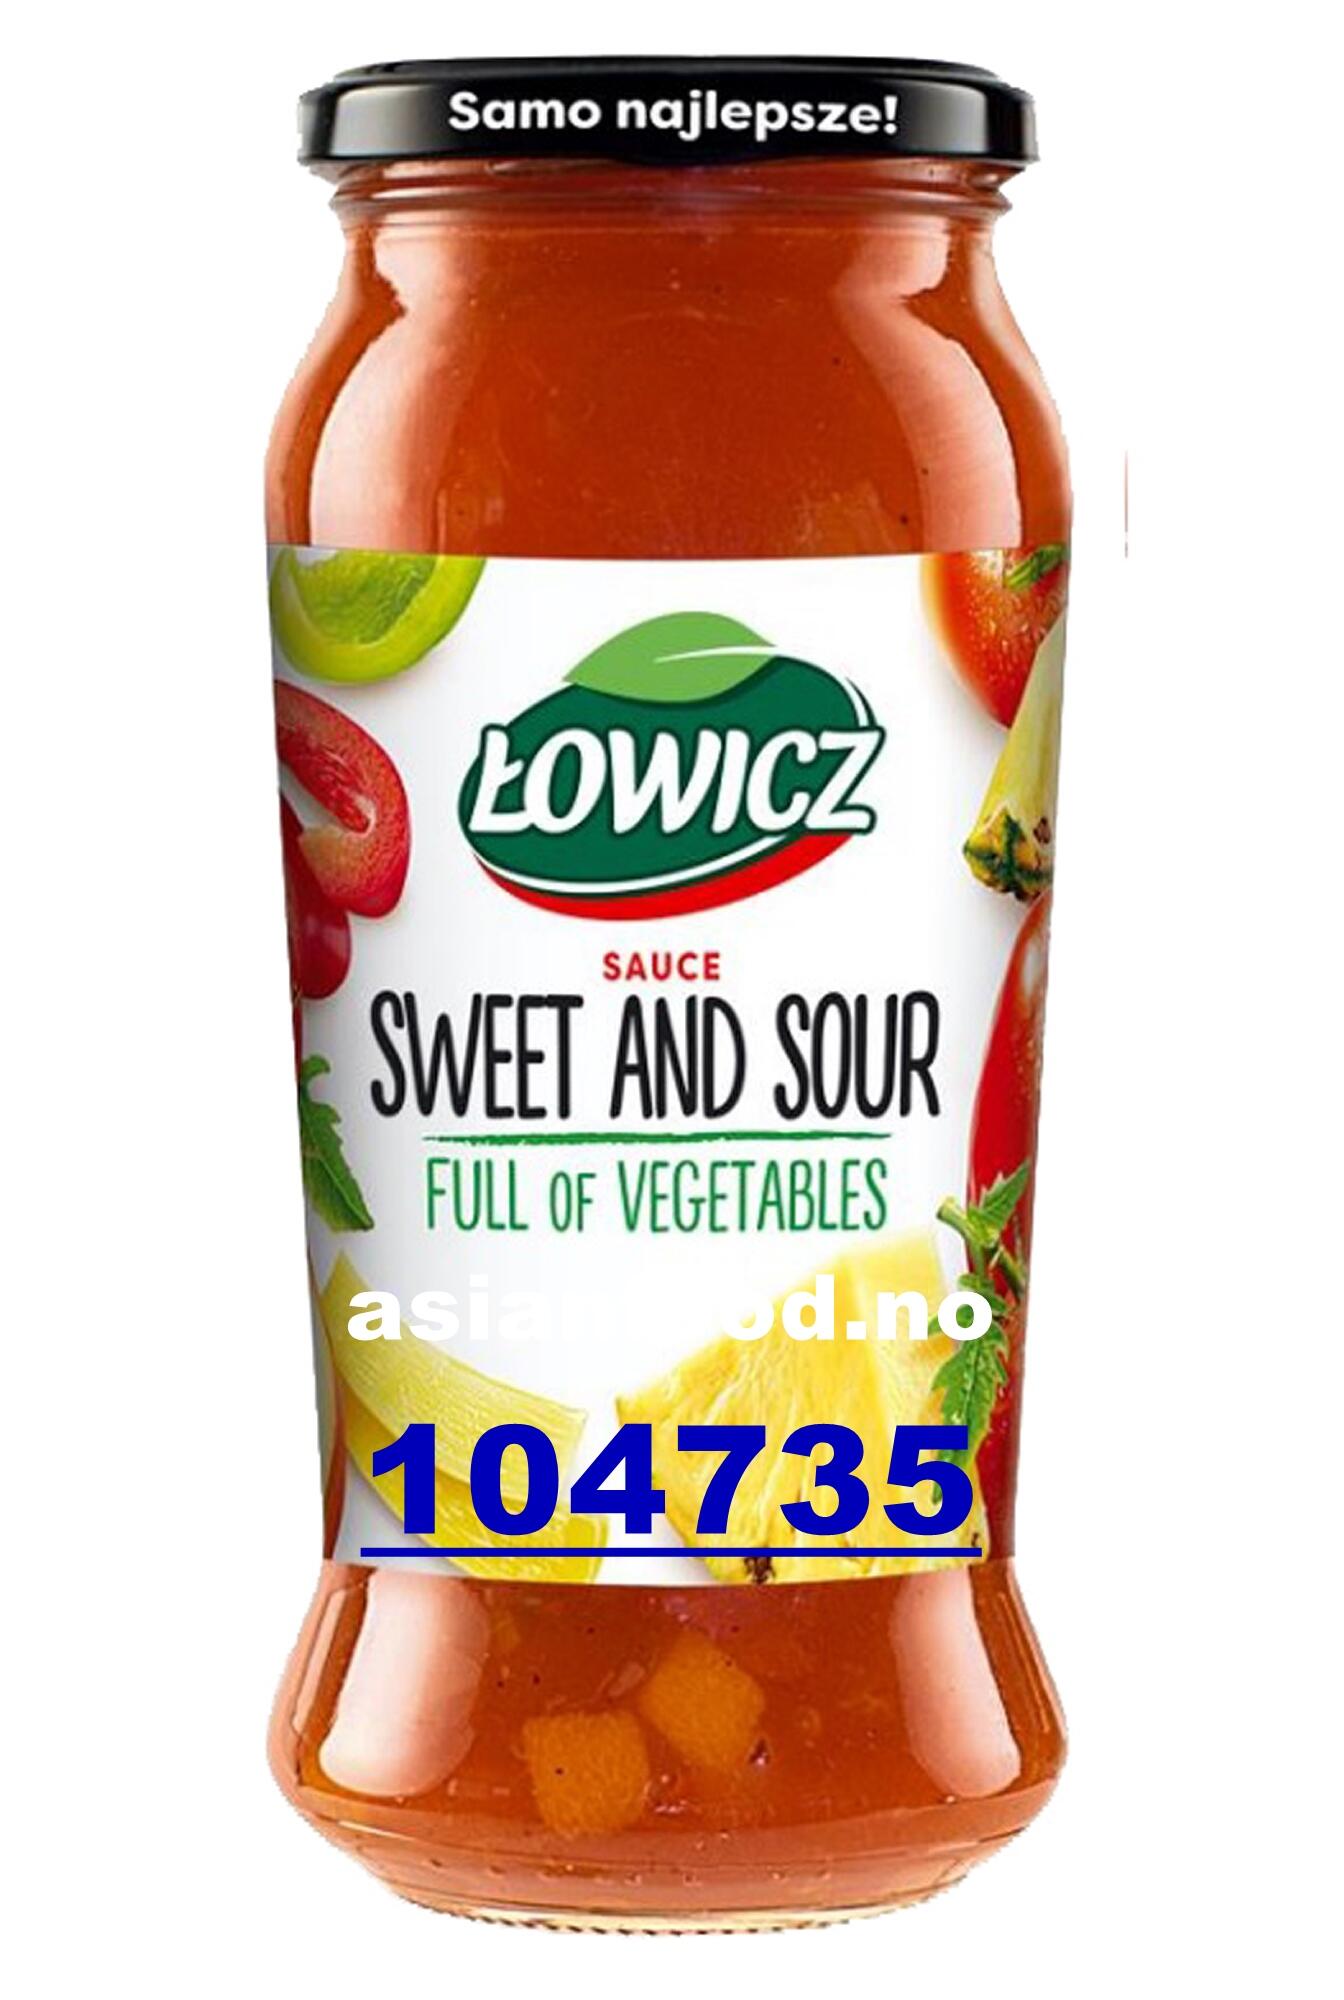 Samo najlepsze!
ŁOWICZ
SAUCE
SWEET AND SOUR
FULL OF VEGETABLES
104735